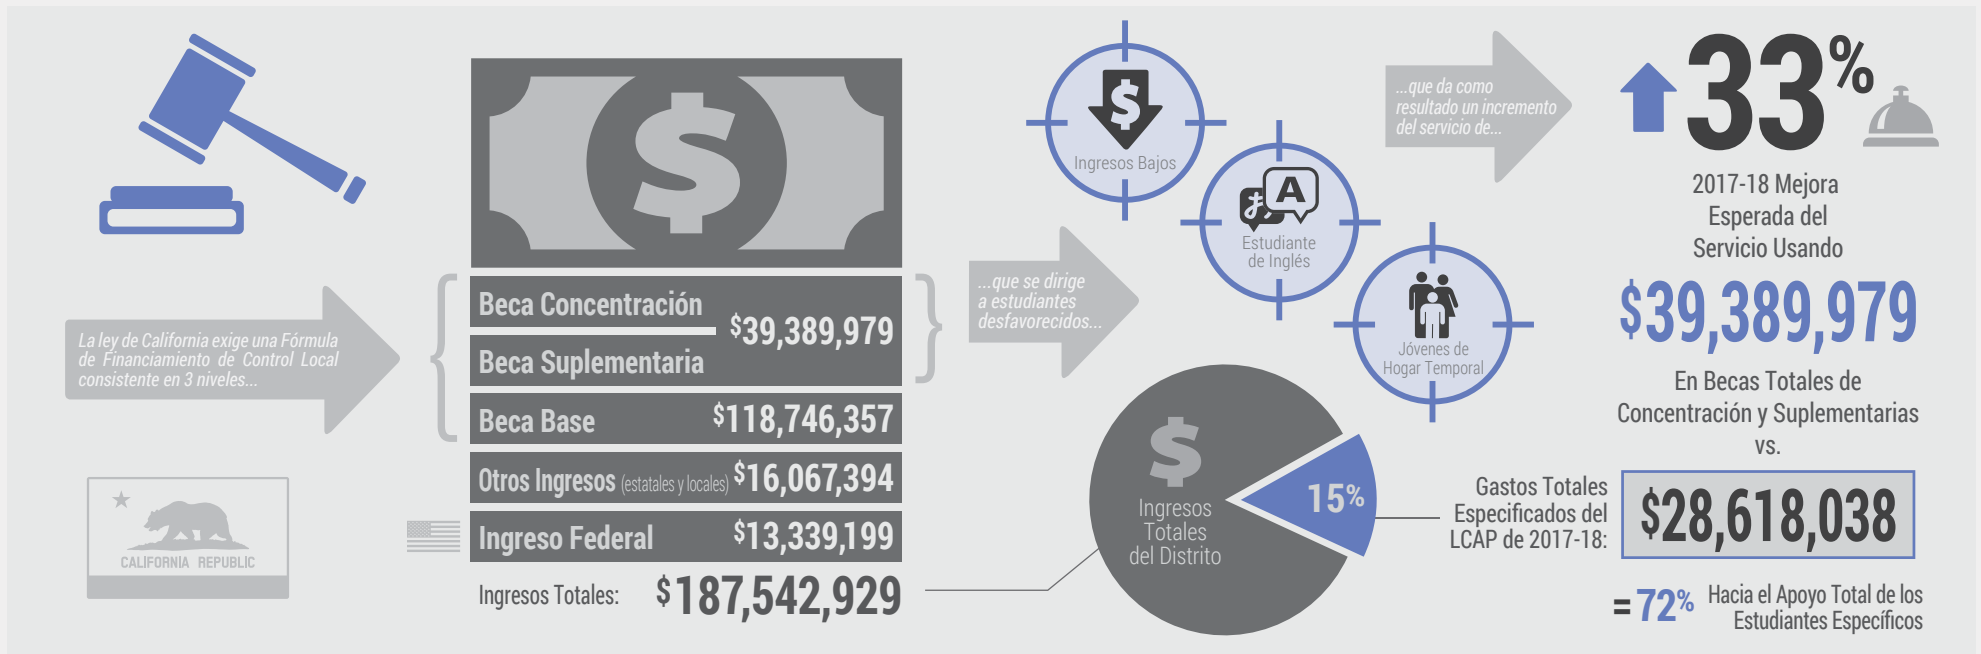 La ley de California exige una Fórmula
de Financiamiento de Control Local
consistente en 3 niveles...
CALIFORNIA REPUBLIC
$
Beca Concentración
Beca Suplementaria
$39,389,979
Beca Base $118,746,357
Otros Ingresos (estatales y locales) $16,067,394
Ingreso Federal $13,339,199
Ingresos Totales: $187,542,929
...que se dirige
a estudiantes
desfavorecidos...
$
Ingresos Bajos
あ A
Estudiante
de Inglés
Jóvenes de
Hogar Temporal
$
Ingresos
Totales
del Distrito
15%
...que da como
resultado un incremento
del servicio de...
33%
2017-18 Mejora
Esperada del
Servicio Usando
$39,389,979
En Becas Totales de
Concentración y Suplementarias
vs.
Gastos Totales
Especificados del
LCAP de 2017-18:
$28,618,038
= 72% Hacia el Apoyo Total de los
Estudiantes Específicos